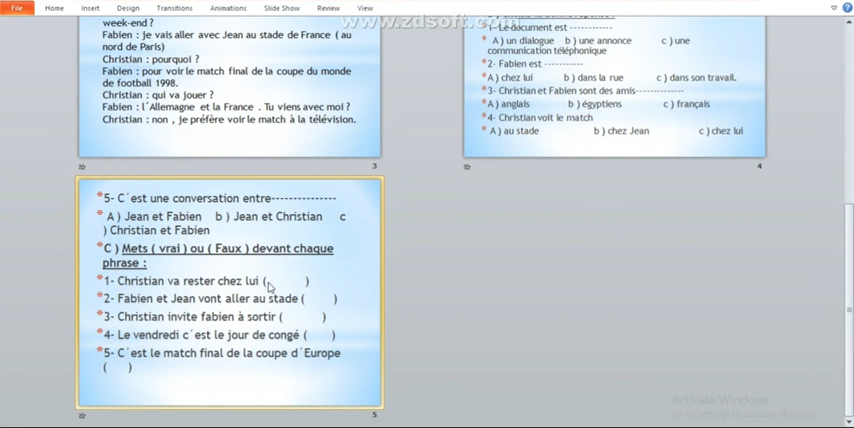 File Home Insert Design Transitions Animations Slide Show Review View
www.zdsoft.com
week-end ?
Fabien : je vais aller avec Jean au stade de France ( au
nord de Paris)
Christian : pourquoi ?
Fabien : pour voir le match final de la coupe du monde
de football 1998.
Christian : qui va jouer ?
Fabien : l´Allemagne et la France . Tu viens avec moi ?
Christian : non , je préfère voir le match à la télévision.
3
1- Le document est -----------
* A ) un dialogue b ) une annonce c ) une
communication téléphonique
*2- Fabien est -----------
*A ) chez lui b ) dans la rue c ) dans son travail.
*3- Christian et Fabien sont des amis-------------
*A ) anglais b ) égyptiens c ) français
*4- Christian voit le match
* A ) au stade b ) chez Jean c ) chez lui
4
*5- C´est une conversation entre---------------
* A ) Jean et Fabien b ) Jean et Christian c
) Christian et Fabien
*C ) Mets ( vrai ) ou ( Faux ) devant chaque
phrase :
*1- Christian va rester chez lui ( )
*2- Fabien et Jean vont aller au stade ( )
*3- Christian invite fabien à sortir ( )
*4- Le vendredi c´est le jour de congé ( )
*5- C´est le match final de la coupe d´Europe
( )
5
Activate Windows
Go to Settings to activate Windows.